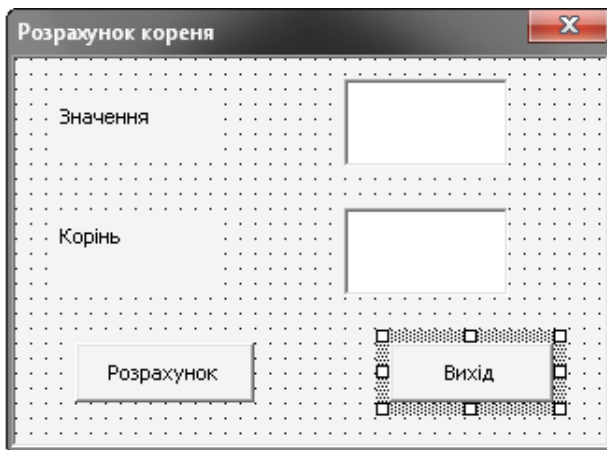 Розрахунок кореня
Значення
Корінь
Розрахунок
Вихід